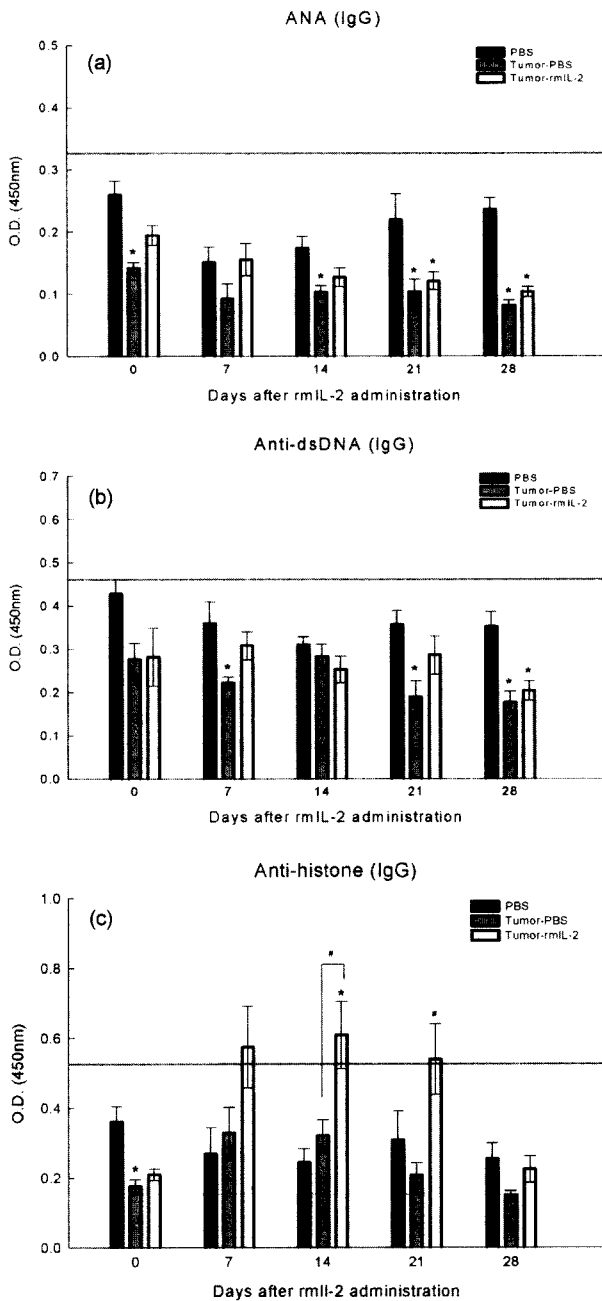 ANA (IgG)
(a)
PBS
Tumor-PBS
Tumor-rmIL-2
0.5
0.4
0.3
0.2
0.1
0.0
O.D. (450nm)
*
*
* *
* *
0 7 14 21 28
Days after rmIL-2 administration
Anti-dsDNA (IgG)
(b)
PBS
Tumor-PBS
Tumor-rmIL-2
0.7
0.6
0.5
0.4
0.3
0.2
0.1
0.0
O.D. (450nm)
*
*
* *
0 7 14 21 28
Days after rmIL-2 administration
Anti-histone (IgG)
(c)
PBS
Tumor-PBS
Tumor-rmIL-2
1.0
0.8
0.6
0.4
0.2
0.0
O.D. (450nm)
#
*
#
*
0 7 14 21 28
Days after rmIl-2 administration